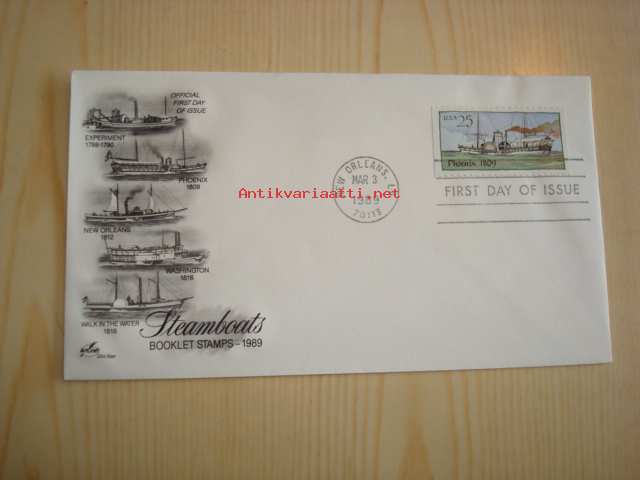 OFFICIAL
FIRST DAY
OF ISSUE
EXPERIMENT
1788-1790
PHOENIX
1809
NEW ORLEANS
1812
WASHINGTON
1816
WALK IN THE WATER
1818
Steamboats
BOOKLET STAMPS – 1989
USA 25
Phoenix 1809
NEW ORLEANS, L
MAR 3
1989
70113
FIRST DAY OF ISSUE
Antikvariaatti.net